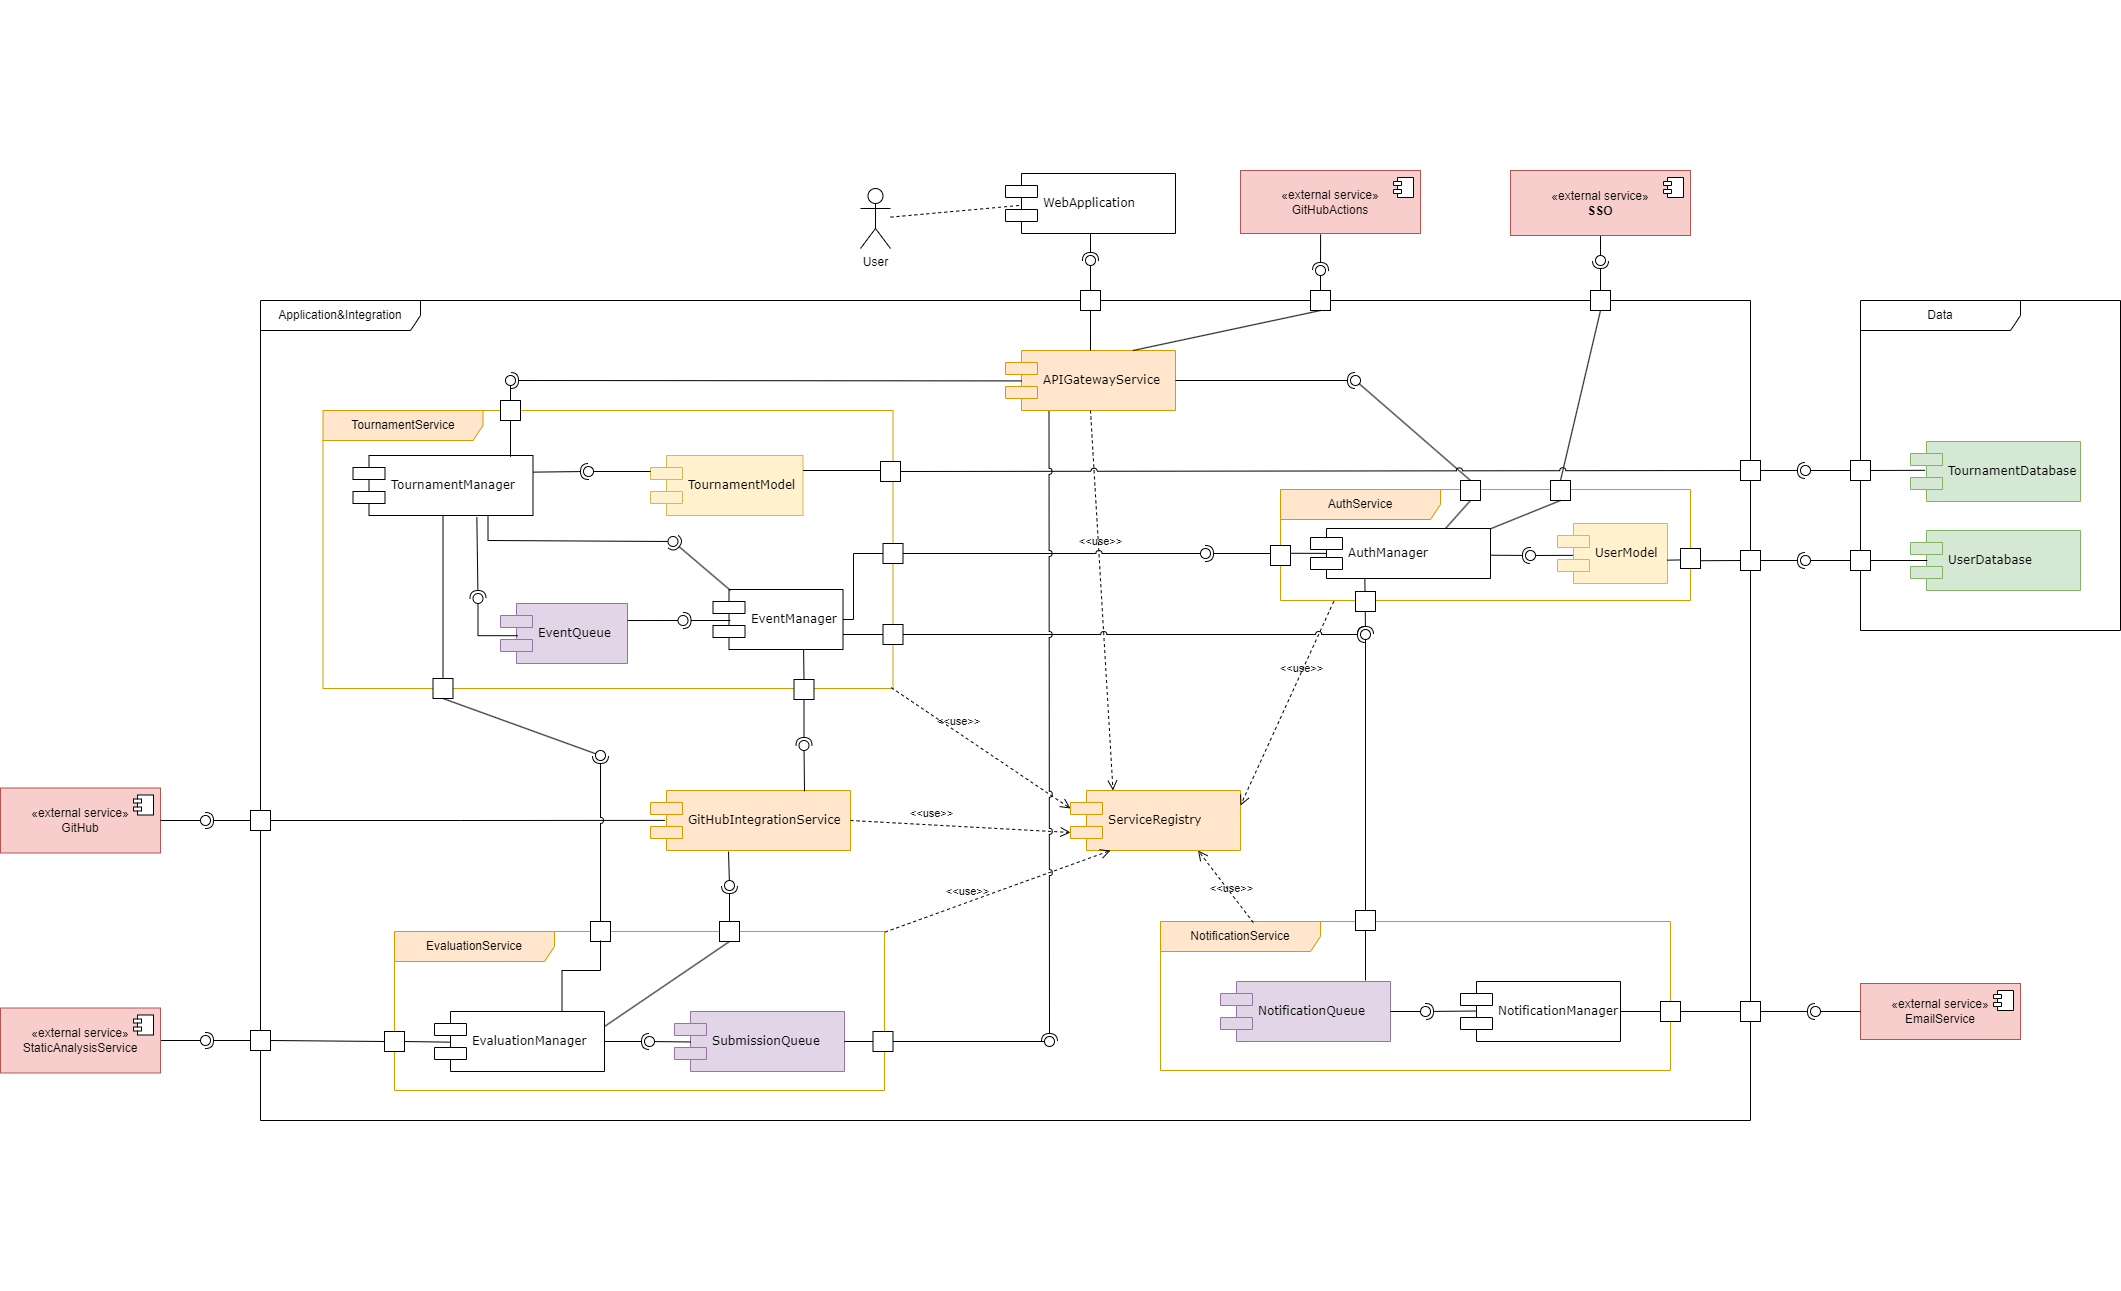 WebApplication
«external service»
GitHubActions
«external service»
SSO
User
Application&Integration
Data
APIGatewayService
TournamentService
TournamentManager
TournamentModel
TournamentDatabase
AuthService
<<use>>
AuthManager
UserModel
UserDatabase
EventManager
EventQueue
<<use>>
<<use>>
«external service»
GitHub
GitHubIntegrationService
<<use>>
ServiceRegistry
<<use>>
<<use>>
EvaluationService
NotificationService
«external service»
EmailService
NotificationQueue
NotificationManager
«external service»
StaticAnalysisService
EvaluationManager
SubmissionQueue